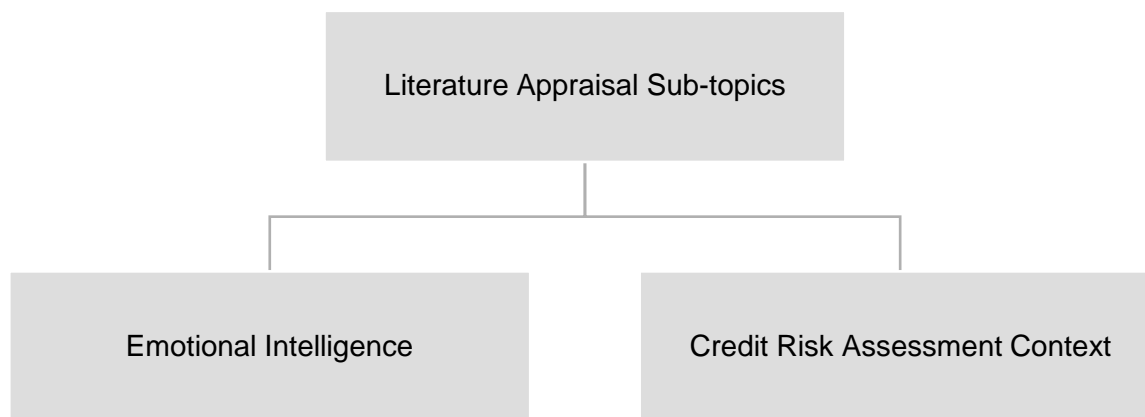 Literature Appraisal Sub-topics
Emotional Intelligence
Credit Risk Assessment Context